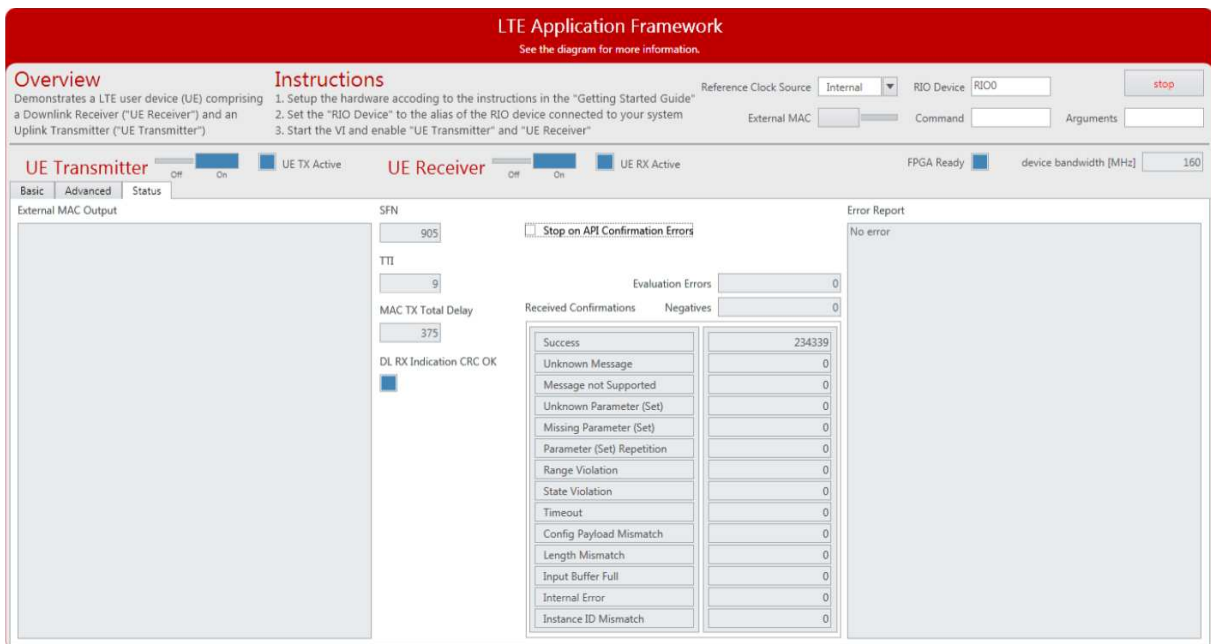 LTE Application Framework
See the diagram for more information.
Overview
Demonstrates a LTE user device (UE) comprising
a Downlink Receiver ("UE Receiver") and an
Uplink Transmitter ("UE Transmitter")
Instructions
1. Setup the hardware accoding to the instructions in the "Getting Started Guide"
2. Set the "RIO Device" to the alias of the RIO device connected to your system
3. Start the VI and enable "UE Transmitter" and "UE Receiver"
Reference Clock Source Internal RIO Device RIO0 stop
External MAC Command Arguments
UE Transmitter Off On UE TX Active UE Receiver Off On UE RX Active FPGA Ready device bandwidth [MHz] 160
Basic Advanced Status
External MAC Output
SFN
905
TTI
9
MAC TX Total Delay
375
DL RX Indication CRC OK
Stop on API Confirmation Errors
Evaluation Errors 0
Received Confirmations Negatives 0
Success 234339
Unknown Message 0
Message not Supported 0
Unknown Parameter (Set) 0
Missing Parameter (Set) 0
Parameter (Set) Repetition 0
Range Violation 0
State Violation 0
Timeout 0
Config Payload Mismatch 0
Length Mismatch 0
Input Buffer Full 0
Internal Error 0
Instance ID Mismatch 0
Error Report
No error